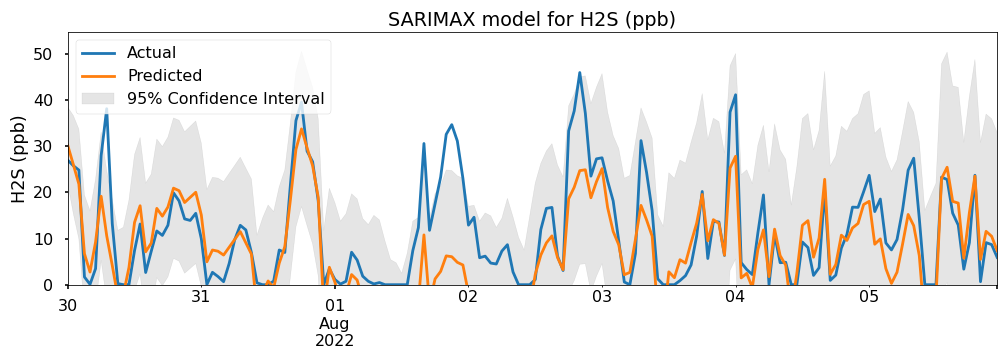 SARIMAX model for H2S (ppb)
Actual
Predicted
95% Confidence Interval
H2S (ppb)
50
40
30
20
10
0
30
31
01
02
03
04
05
Aug
2022